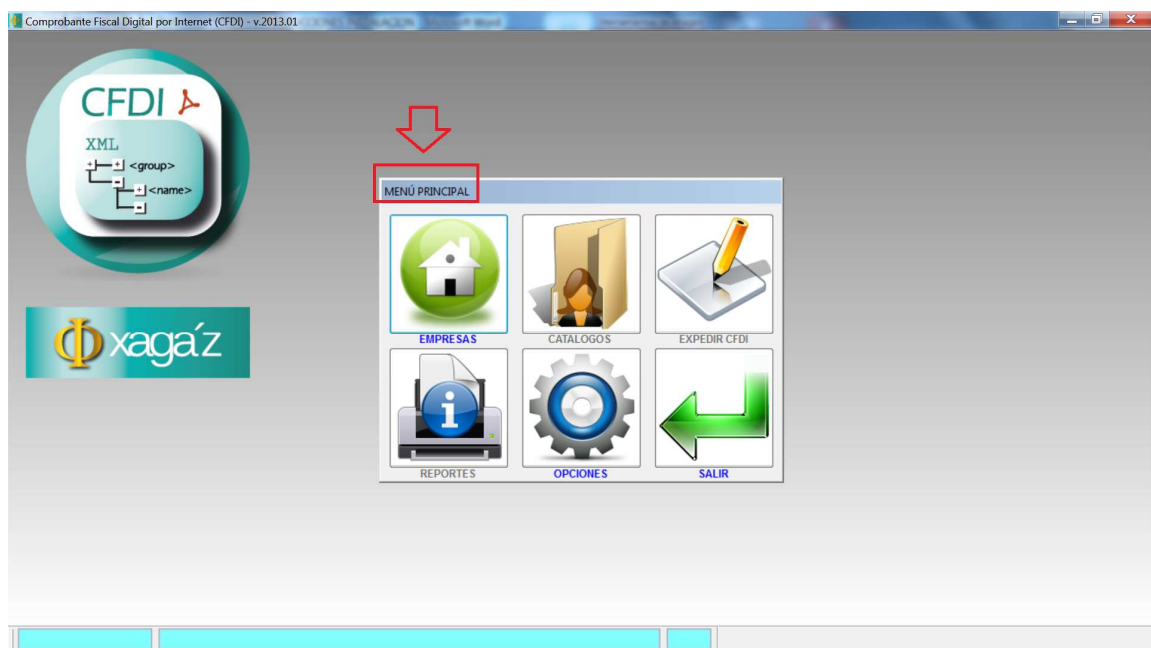 Comprobante Fiscal Digital por Internet (CFDI) - v.2013.01
CFDI
XML
<group>
<name>
xagáz
MENÚ PRINCIPAL
EMPRESAS CATALOGOS EXPEDIR CFDI
REPORTES OPCIONES SALIR